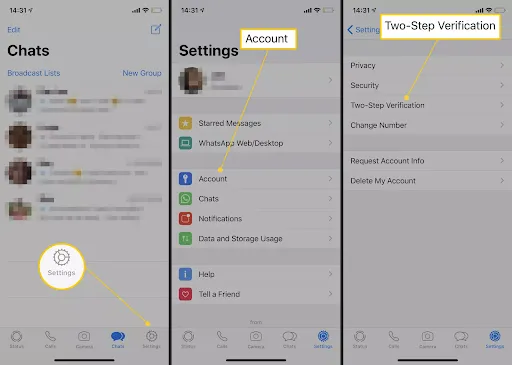 14:31
Edit
Chats
Broadcast Lists
New Group
Settings
Status
Calls
Camera
Chats
Settings
14:31
Settings
Account
Starred Messages
WhatsApp Web/Desktop
Account
Chats
Notifications
Data and Storage Usage
Help
Tell a Friend
from
Status
Calls
Camera
Chats
Settings
14:31
Two-Step Verification
Privacy
Security
Two-Step Verification
Change Number
Request Account Info
Delete My Account
Status
Calls
Camera
Chats
Settings